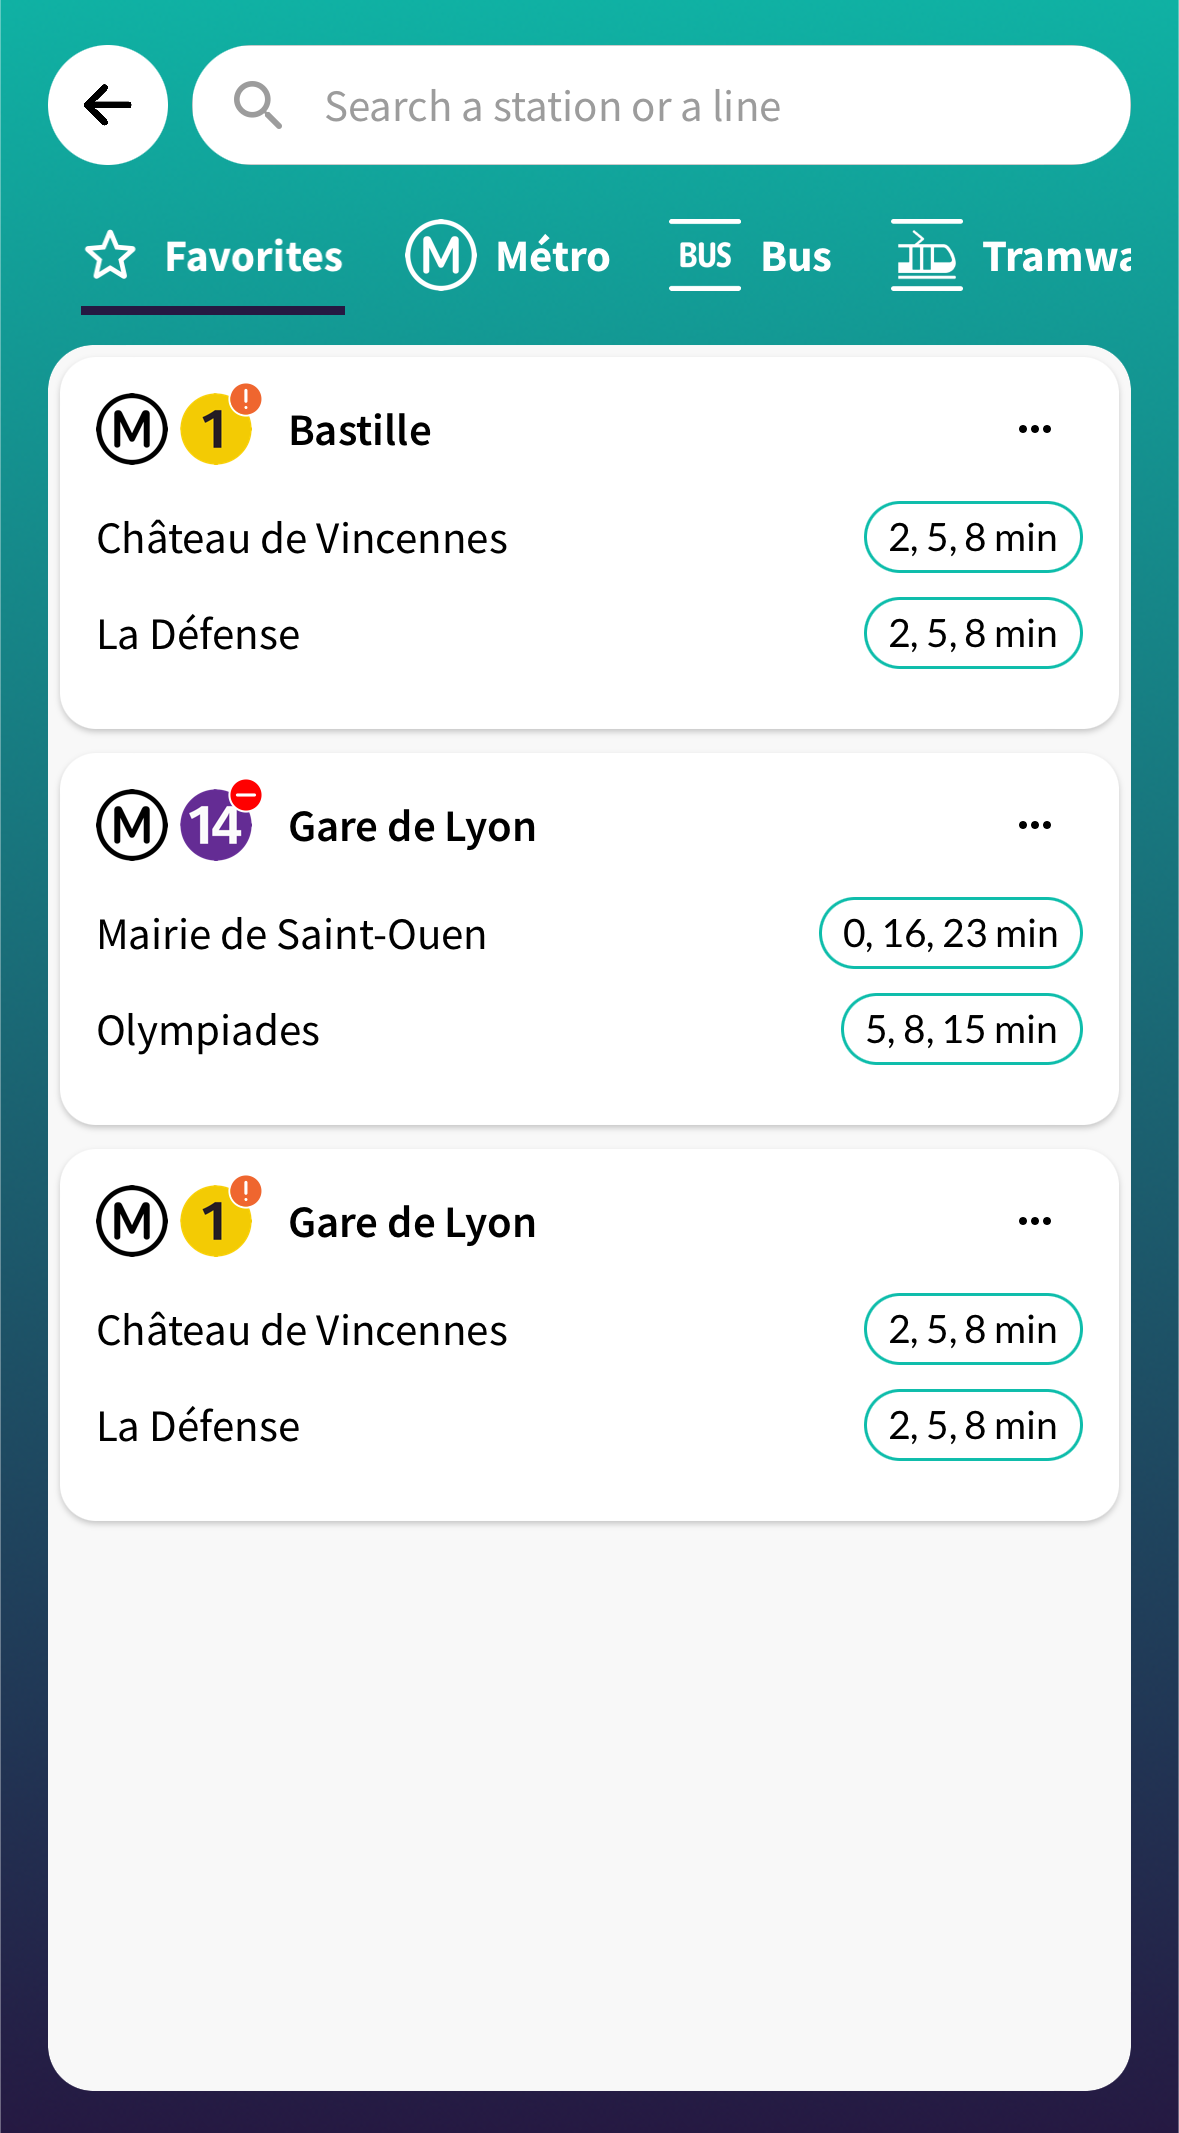 Search a station or a line
Favorites M Métro BUS Bus Tramwa
M 1 ! Bastille
Château de Vincennes 2, 5, 8 min
La Défense 2, 5, 8 min
M 14 Gare de Lyon
Mairie de Saint-Ouen 0, 16, 23 min
Olympiades 5, 8, 15 min
M 1 ! Gare de Lyon
Château de Vincennes 2, 5, 8 min
La Défense 2, 5, 8 min